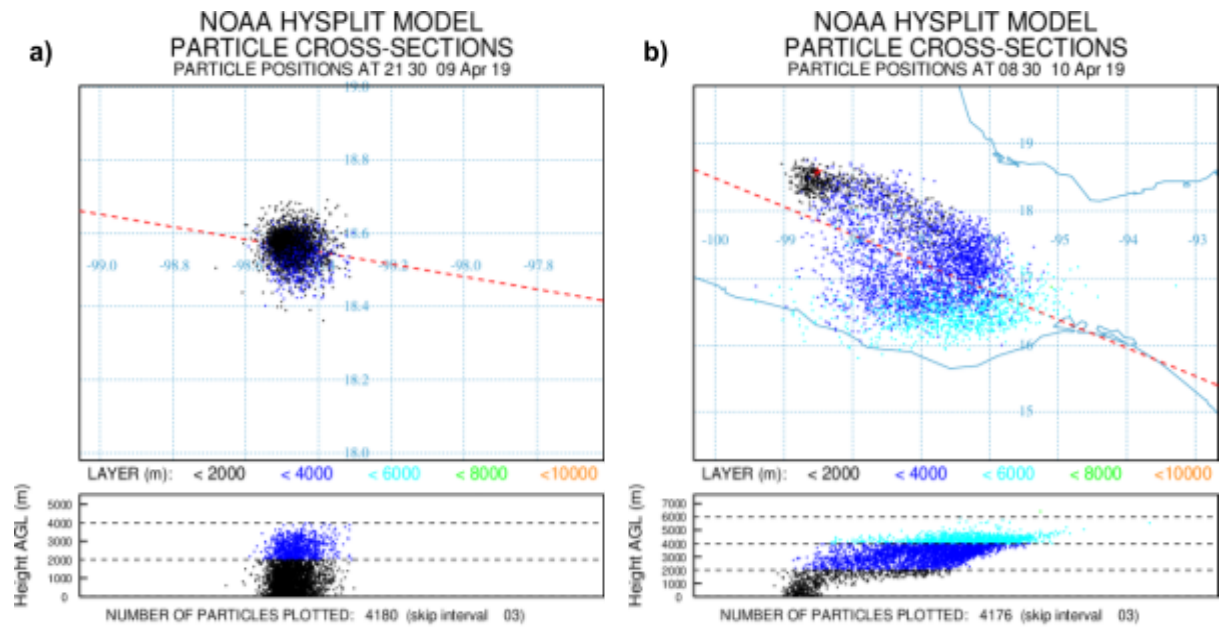 a)
NOAA HYSPLIT MODEL
PARTICLE CROSS-SECTIONS
PARTICLE POSITIONS AT 21 30 09 Apr 19
19.0
18.8
18.6
-99.0 -98.8 -98.2 -98.0 -97.8
18.4
18.2
18.0
LAYER (m): < 2000 < 4000 < 6000 < 8000 <10000
Height AGL (m)
5000
4000
3000
2000
1000
0
NUMBER OF PARTICLES PLOTTED: 4180 (skip interval 03)
b)
NOAA HYSPLIT MODEL
PARTICLE CROSS-SECTIONS
PARTICLE POSITIONS AT 08 30 10 Apr 19
19
18
-100 -99 -95 -94 -93
16
15
LAYER (m): < 2000 < 4000 < 6000 < 8000 <10000
Height AGL (m)
7000
6000
5000
4000
3000
2000
1000
0
NUMBER OF PARTICLES PLOTTED: 4176 (skip interval 03)